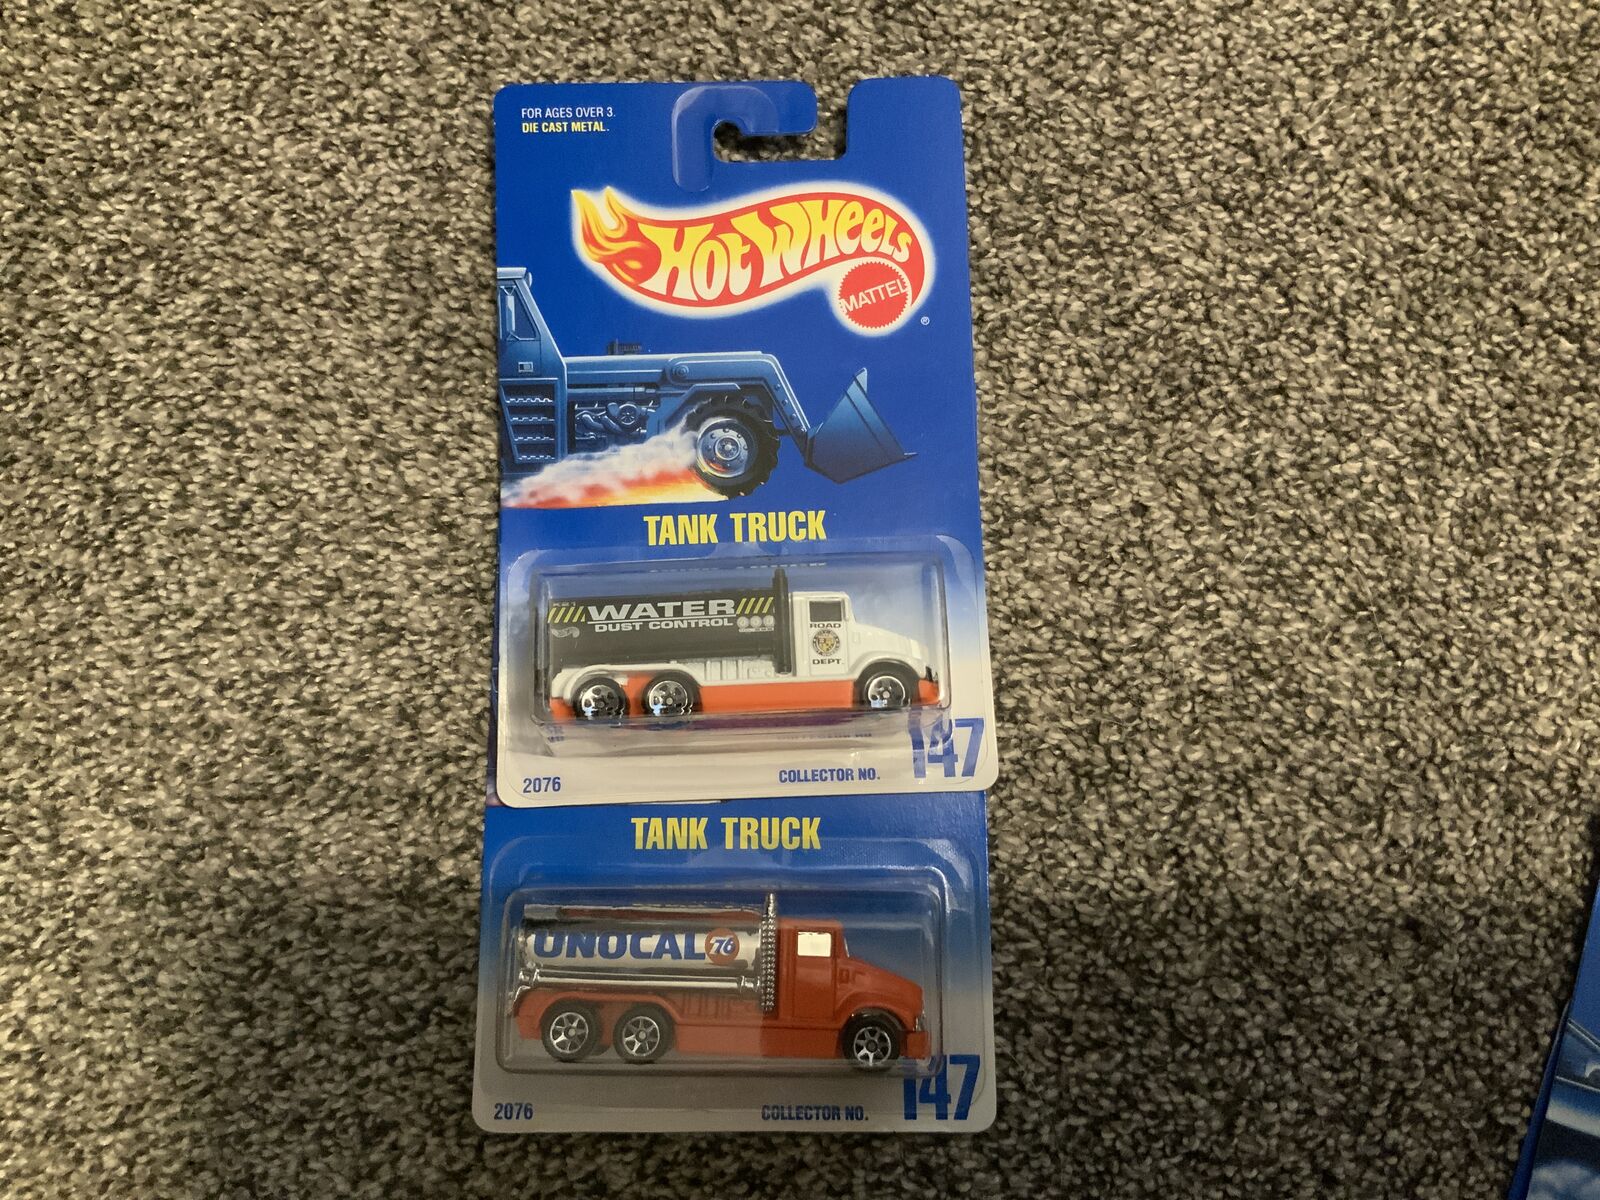 FOR AGES OVER 3.
DIE CAST METAL.
HOT WHEELS
MATTEL
®
TANK TRUCK
WATER
DUST CONTROL
ROAD
DEPT.
147
2076
COLLECTOR NO.
TANK TRUCK
UNOCAL 76
147
2076
COLLECTOR NO.